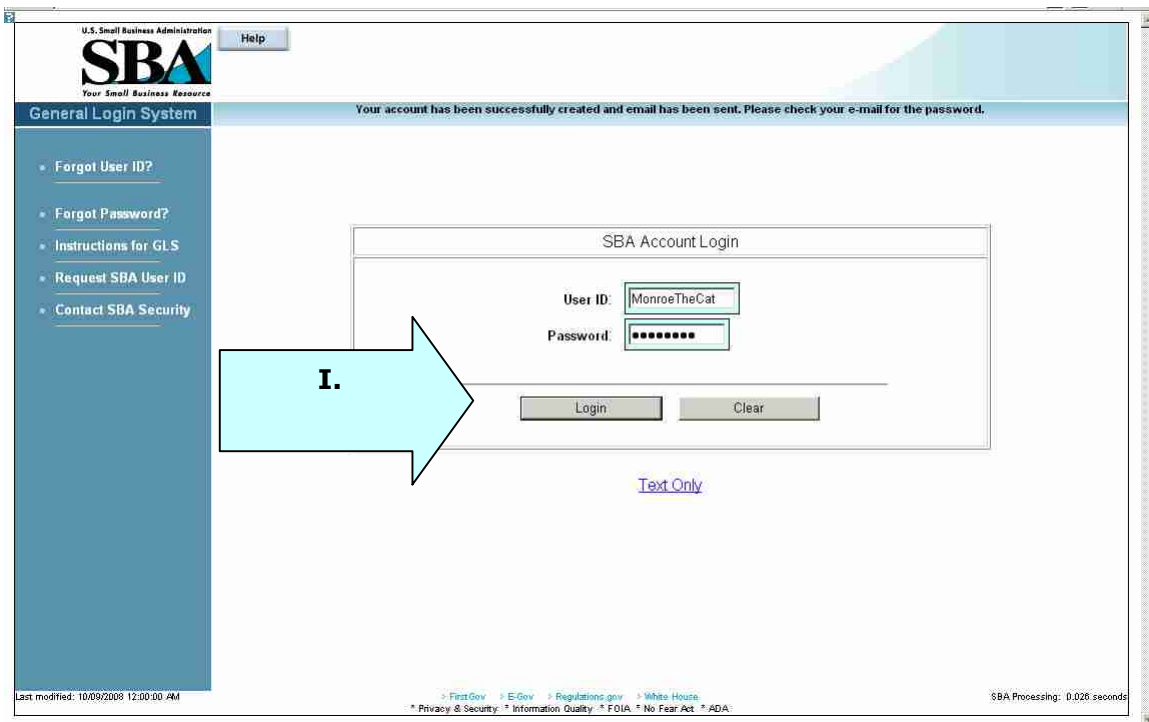 U.S. Small Business Administration
SBA
Your Small Business Resource
Help
General Login System
Your account has been successfully created and email has been sent. Please check your e-mail for the password.
Forgot User ID?
Forgot Password?
Instructions for GLS
Request SBA User ID
Contact SBA Security
SBA Account Login
User ID: MonroeTheCat
Password: ●●●●●●●●
I.
Login Clear
Text Only
Last modified: 10/09/2008 12:00:00 AM
> FirstGov > E-Gov > Regulations.gov > White House
* Privacy & Security * Information Quality * FOIA * No Fear Act * ADA
SBA Processing: 0.026 seconds